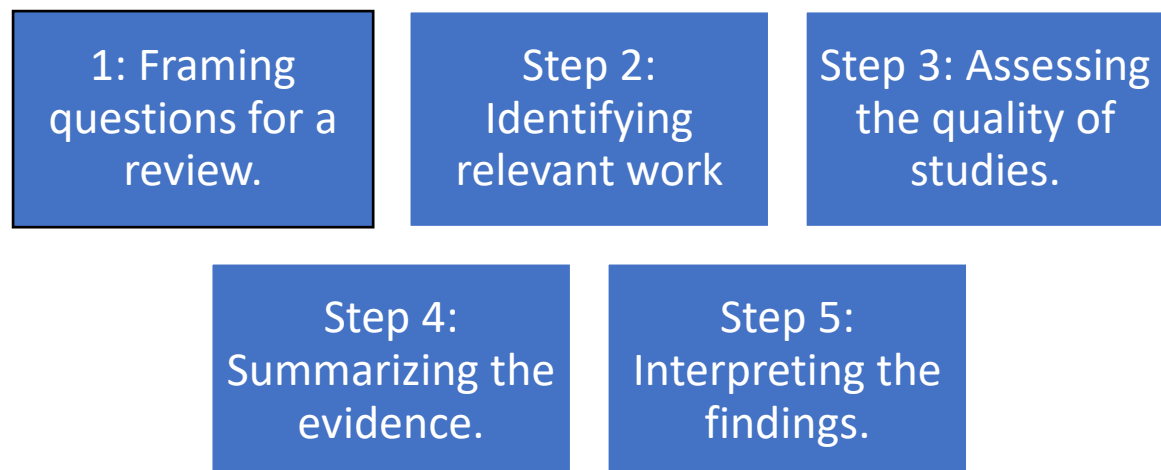 1: Framing
questions for a
review.
Step 2:
Identifying
relevant work
Step 3: Assessing
the quality of
studies.
Step 4:
Summarizing the
evidence.
Step 5:
Interpreting the
findings.